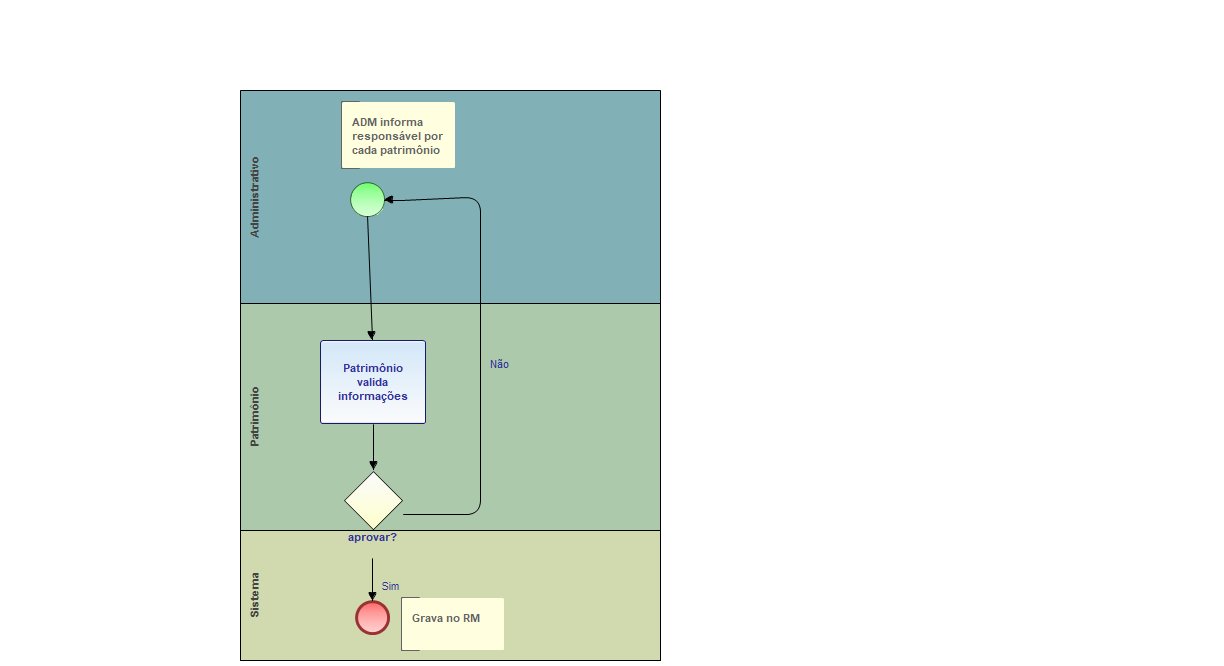 Administrativo
ADM informa
responsável por
cada patrimônio
Patrimônio
Patrimônio
valida
informações
Não
aprovar?
Sistema
Sim
Grava no RM